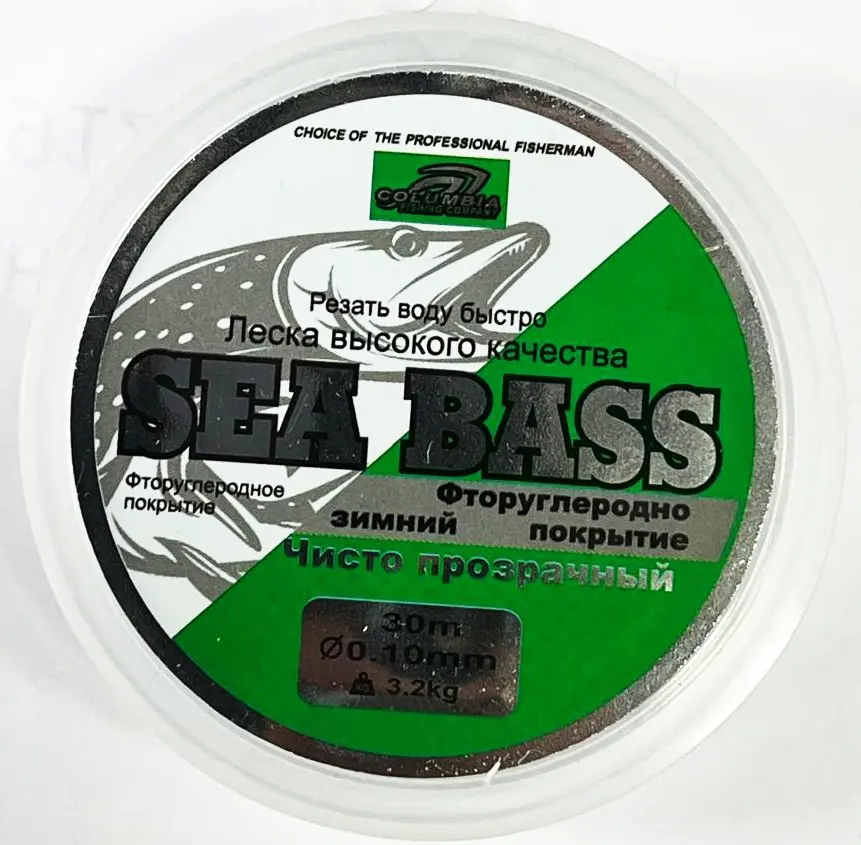 CHOICE OF THE PROFESSIONAL FISHERMAN
COLUMBIA
FISHING COMPANY
Резать воду быстро
Леска высокого качества
SEA BASS
Фторуглеродное
покрытие
Фторуглеродно
зимний покрытие
Чисто прозрачный
30m
Ø0.10mm
KG 3.2kg